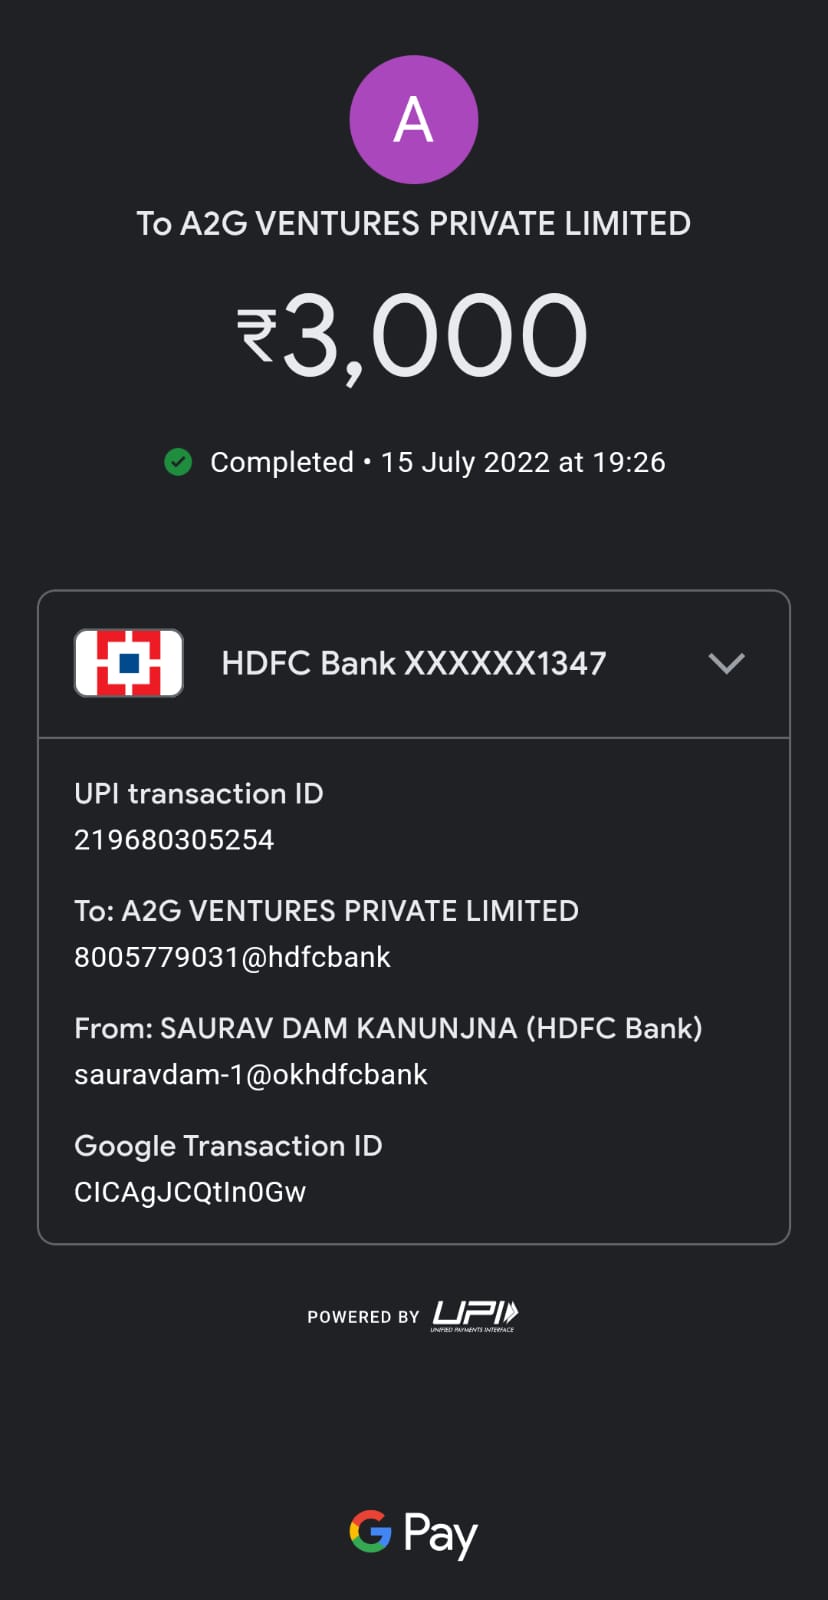 A
To A2G VENTURES PRIVATE LIMITED
₹3,000
Completed • 15 July 2022 at 19:26
HDFC Bank XXXXXX1347
UPI transaction ID
219680305254
To: A2G VENTURES PRIVATE LIMITED
8005779031@hdfcbank
From: SAURAV DAM KANUNJNA (HDFC Bank)
sauravdam-1@okhdfcbank
Google Transaction ID
CICAgJCQtIn0Gw
POWERED BY UPI
UNIFIED PAYMENTS INTERFACE
G Pay